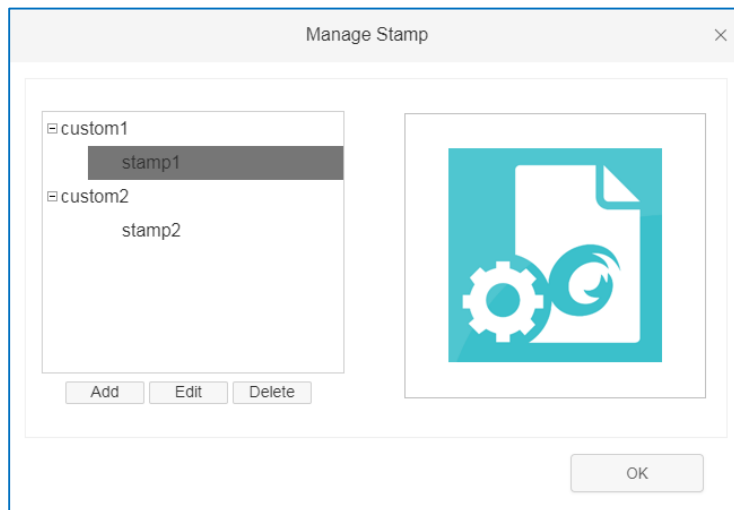 Manage Stamp
custom1
stamp1
custom2
stamp2
Add Edit Delete
OK